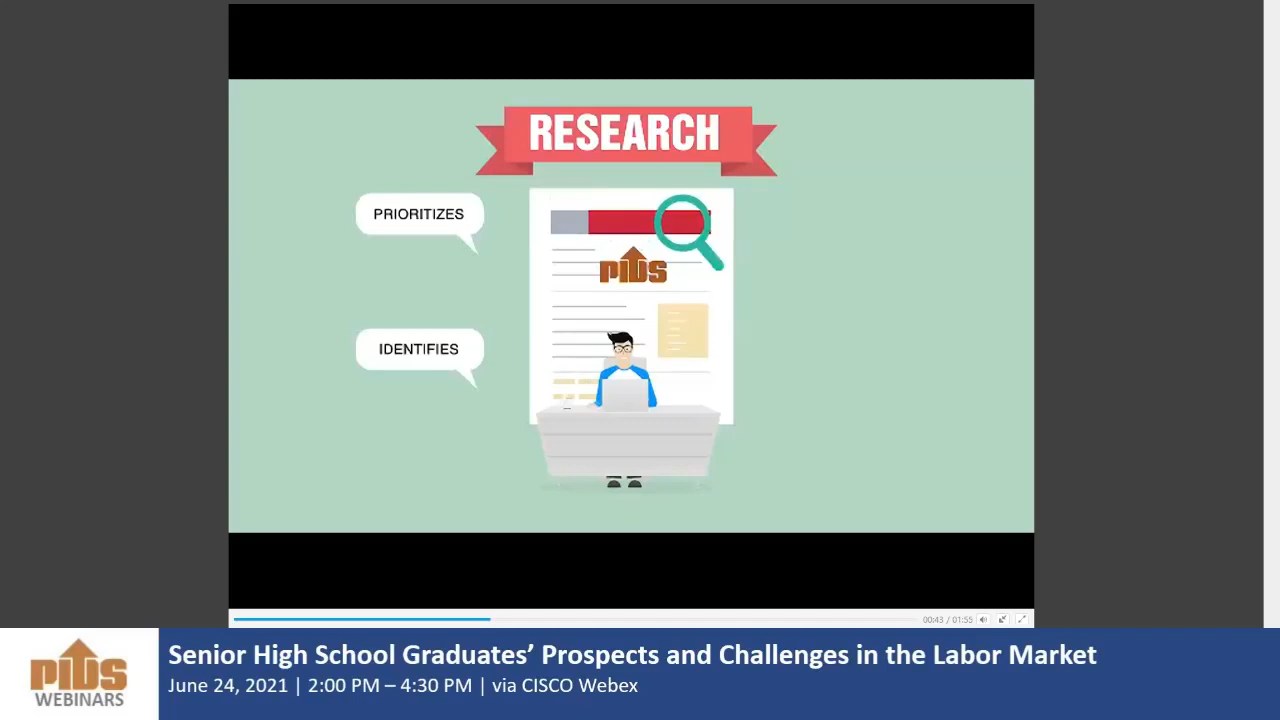 RESEARCH
PRIORITIZES
PIDS
IDENTIFIES
00:43 / 01:55
PIDS
WEBINARS
Senior High School Graduates’ Prospects and Challenges in the Labor Market
June 24, 2021 | 2:00 PM – 4:30 PM | via CISCO Webex